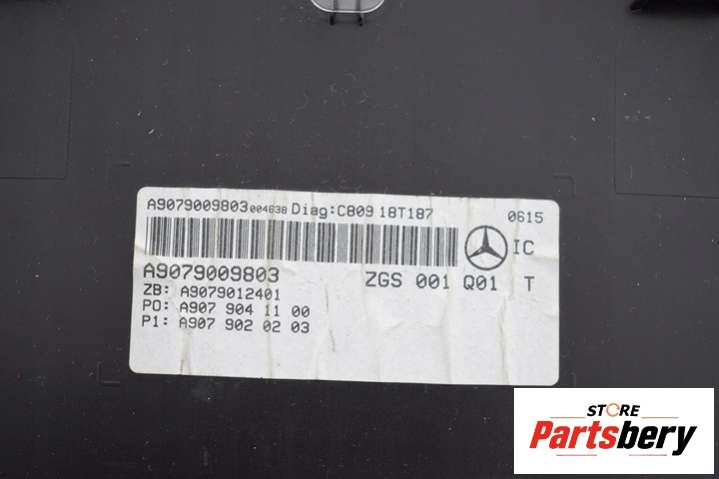 A9079009803 004638 Diag:C809 18T187 0615
IC
A9079009803 ZGS 001 Q01 T
ZB: A9079012401
P0: A907 904 11 00
P1: A907 902 02 03
STORE
Partsbery